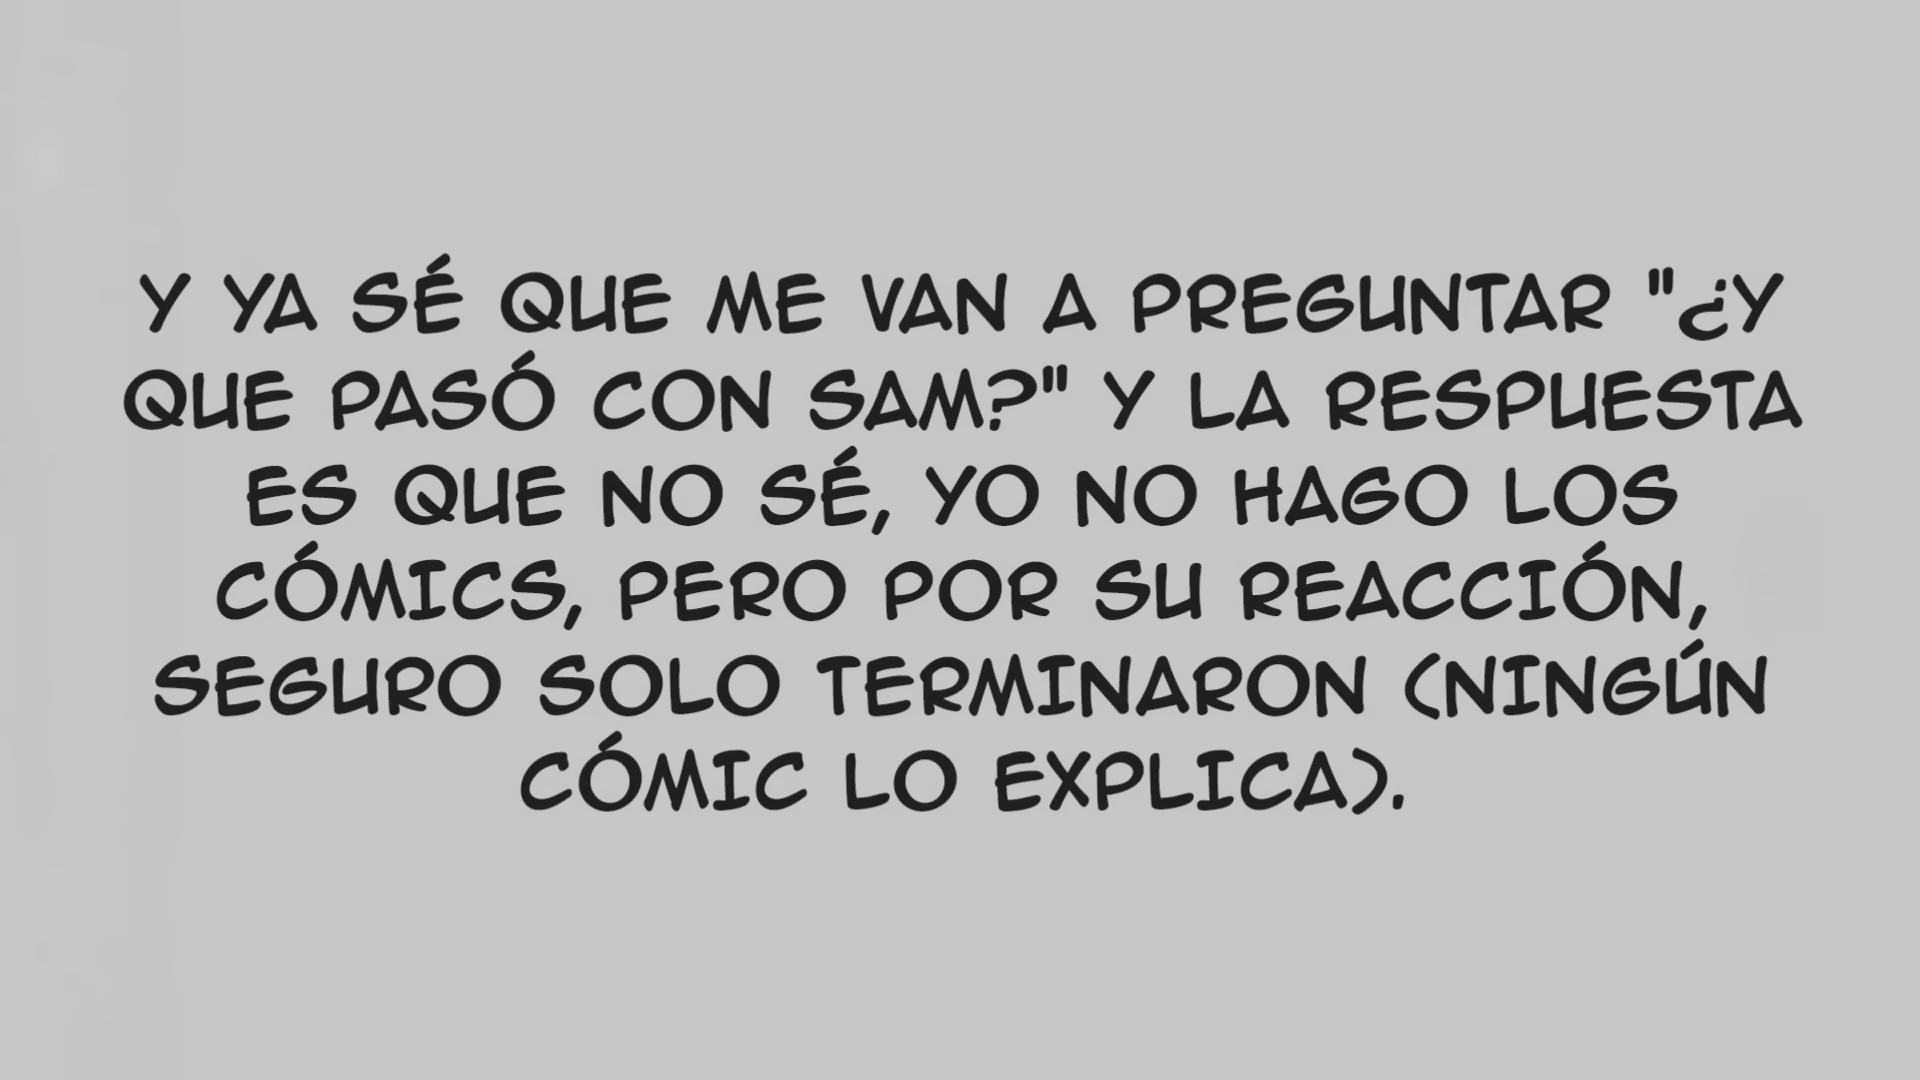 Y YA SÉ QUE ME VAN A PREGUNTAR "¿Y
QUE PASÓ CON SAM?" Y LA RESPUESTA
ES QUE NO SÉ, YO NO HAGO LOS
CÓMICS, PERO POR SU REACCIÓN,
SEGURO SOLO TERMINARON (NINGÚN
CÓMIC LO EXPLICA).